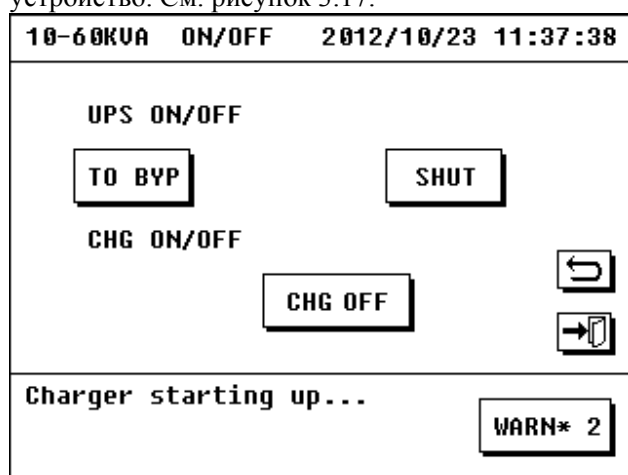 устройство. См. рисунок 3.17.
10-60KVA ON/OFF 2012/10/23 11:37:38
UPS ON/OFF
TO BYP SHUT
CHG ON/OFF
CHG OFF
Charger starting up...
WARN* 2